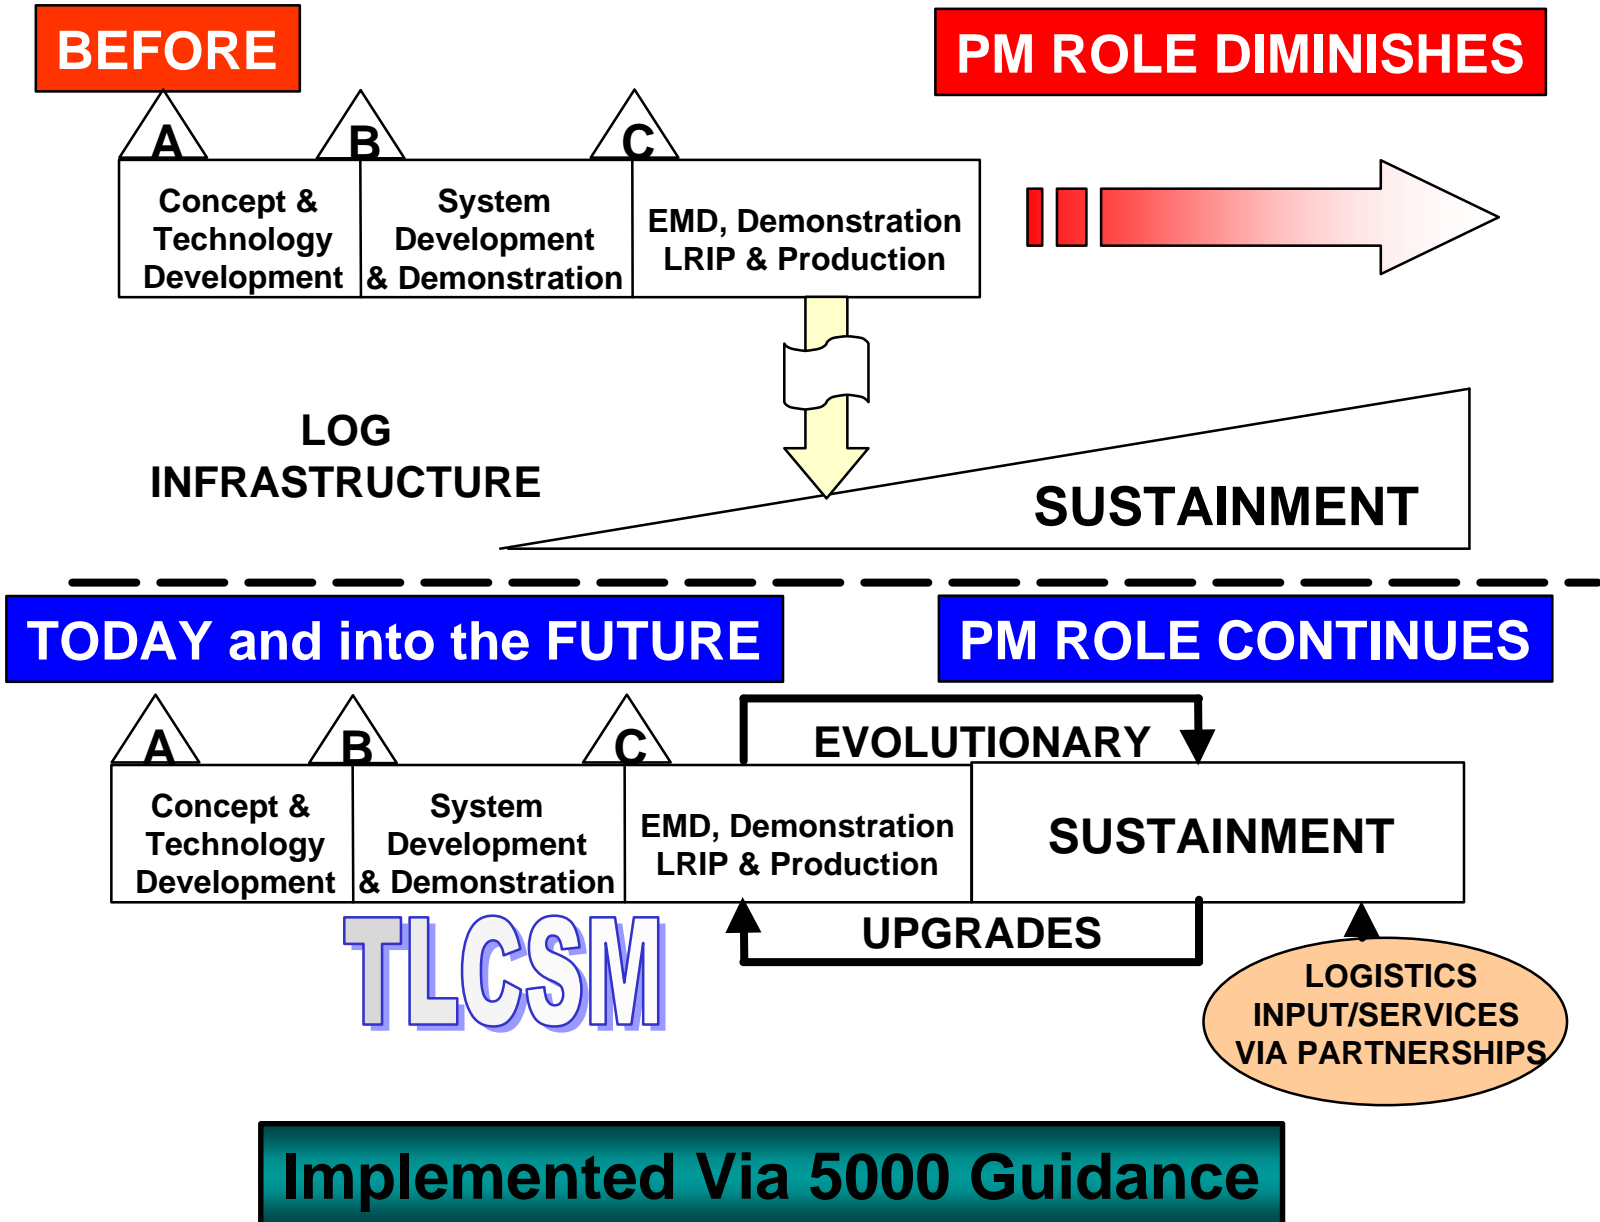 BEFORE
PM ROLE DIMINISHES
A
B
C
Concept &
Technology
Development
System
Development
& Demonstration
EMD, Demonstration
LRIP & Production
LOG
INFRASTRUCTURE
SUSTAINMENT
TODAY and into the FUTURE
PM ROLE CONTINUES
A
B
C
EVOLUTIONARY
Concept &
Technology
Development
System
Development
& Demonstration
EMD, Demonstration
LRIP & Production
SUSTAINMENT
UPGRADES
TLCSM
LOGISTICS
INPUT/SERVICES
VIA PARTNERSHIPS
Implemented Via 5000 Guidance